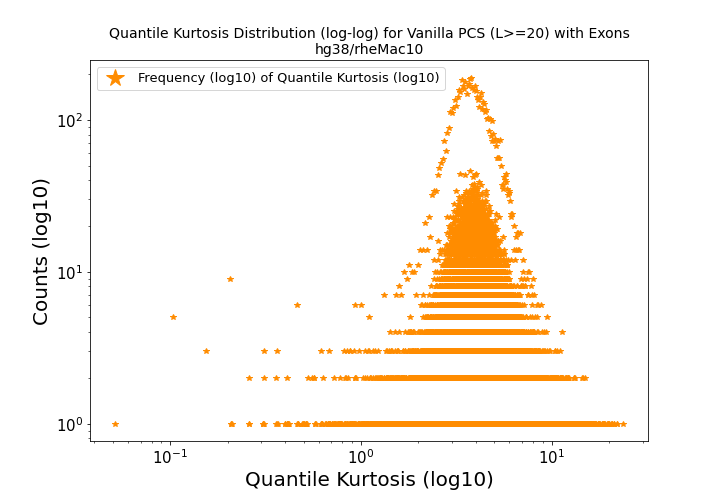 Quantile Kurtosis Distribution (log-log) for Vanilla PCS (L>=20) with Exons
hg38/rheMac10
Frequency (log10) of Quantile Kurtosis (log10)
Counts (log10)
10²
10¹
10⁰
10⁻¹ 10⁰ 10¹
Quantile Kurtosis (log10)